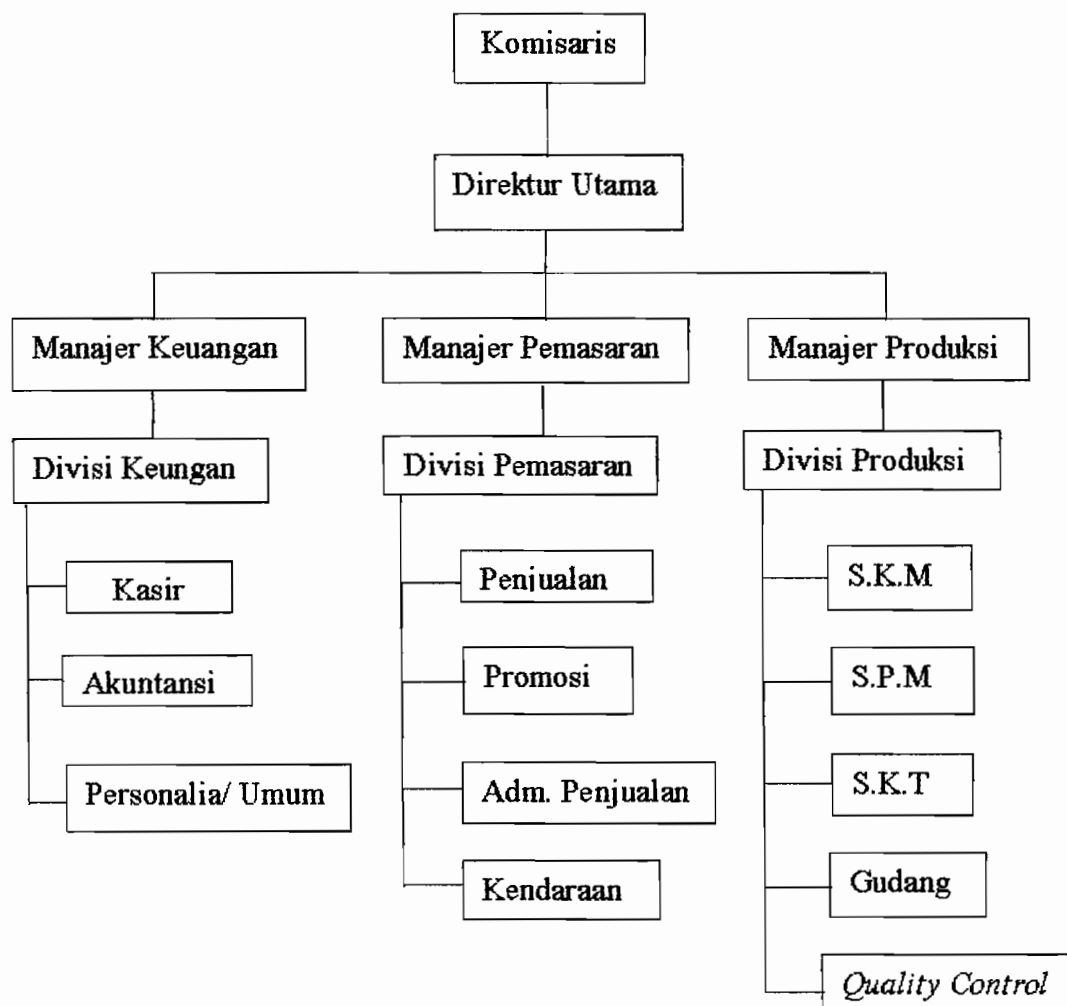 Komisaris
Direktur Utama
Manajer Keuangan
Manajer Pemasaran
Manajer Produksi
Divisi Keungan
Divisi Pemasaran
Divisi Produksi
Kasir
Akuntansi
Personalia/ Umum
Penjualan
Promosi
Adm. Penjualan
Kendaraan
S.K.M
S.P.M
S.K.T
Gudang
Quality Control